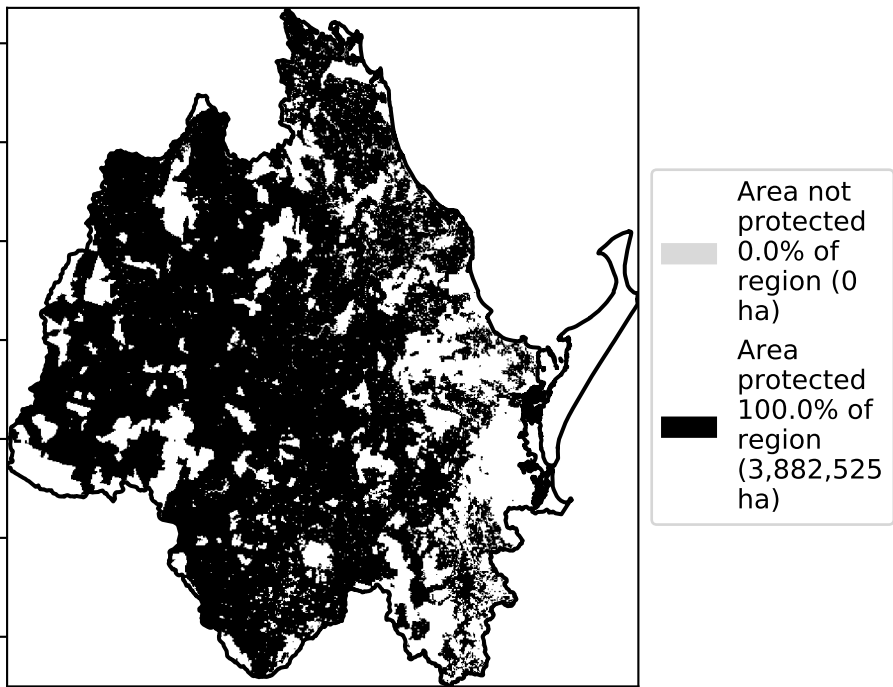 Area not
protected
0.0% of
region (0
ha)
Area
protected
100.0% of
region
(3,882,525
ha)